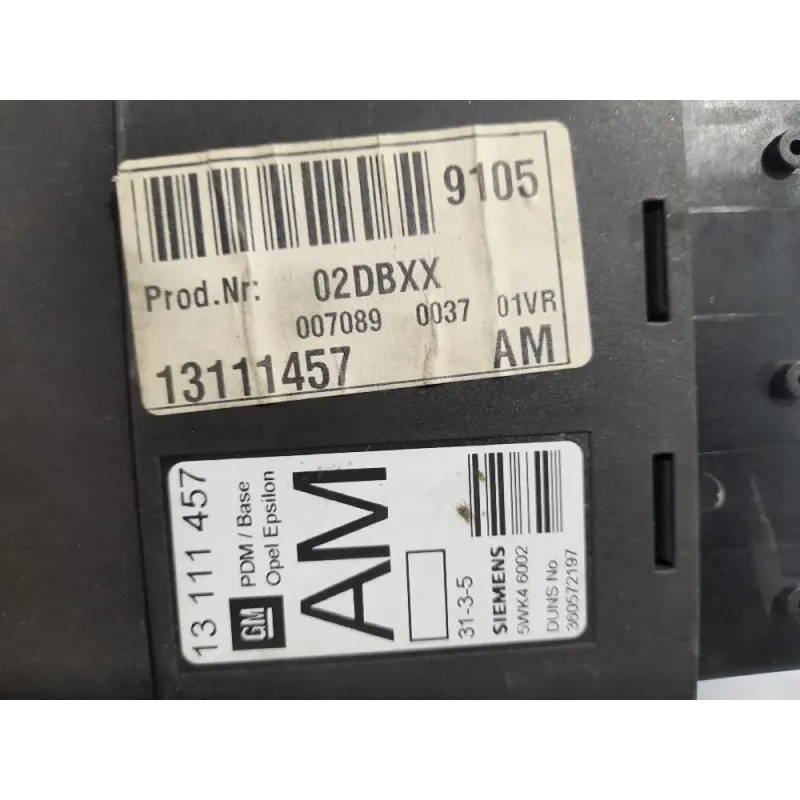 9105
Prod.Nr: 02DBXX
007089 0037 01VR
13111457 AM
13 111 457
GM
PDM / Base
Opel Epsilon
AM
31-3-5
SIEMENS
5WK4 6002
DUNS No:
360572197